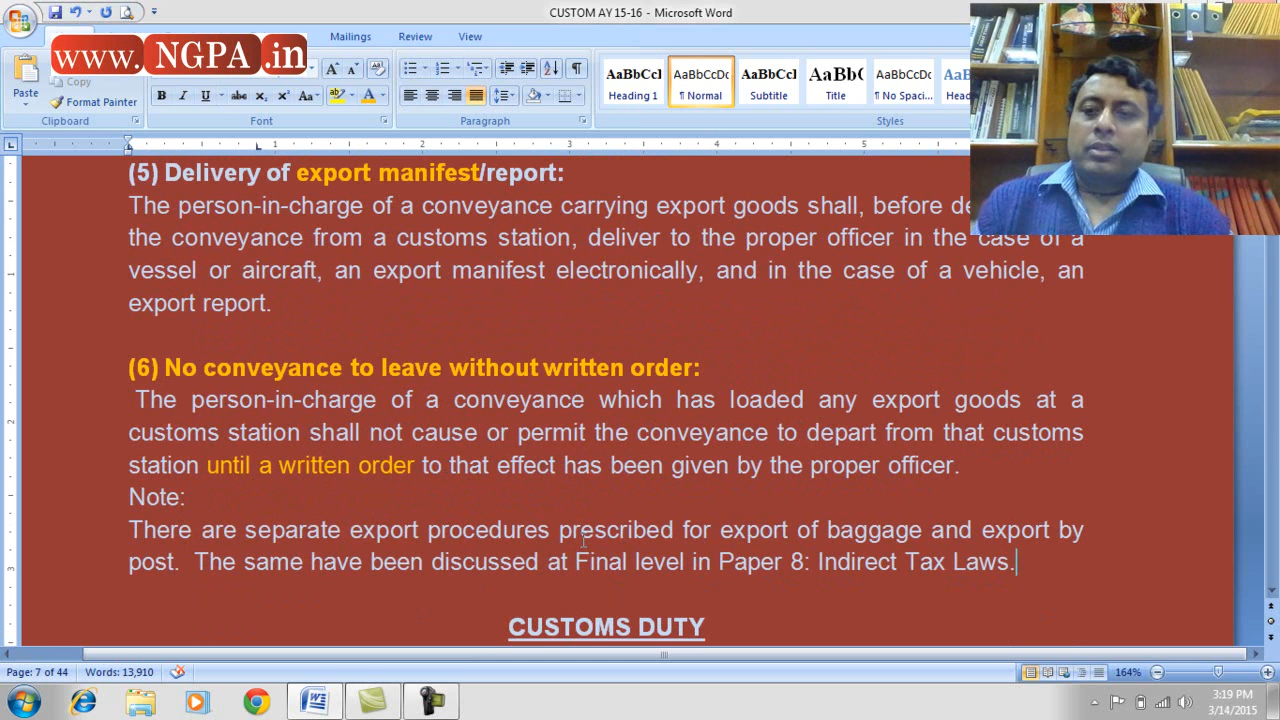 CUSTOM AY 15-16 - Microsoft Word
www. NGPA .in
Mailings Review View
Paste
Copy
Format Painter
Clipboard
Font
Paragraph
Styles
AaBbCcI AaBbCcDc AaBbCcI AaBb( AaBbCcDc
Heading 1 ¶ Normal Subtitle Title ¶ No Spaci...
1 2 3 4 5
(5) Delivery of export manifest/report:
The person-in-charge of a conveyance carrying export goods shall, before
the conveyance from a customs station, deliver to the proper officer in the case of a
vessel or aircraft, an export manifest electronically, and in the case of a vehicle, an
export report.
(6) No conveyance to leave without written order:
The person-in-charge of a conveyance which has loaded any export goods at a
customs station shall not cause or permit the conveyance to depart from that customs
station until a written order to that effect has been given by the proper officer.
Note:
There are separate export procedures prescribed for export of baggage and export by
post. The same have been discussed at Final level in Paper 8: Indirect Tax Laws.
CUSTOMS DUTY
Page: 7 of 44 Words: 13,910 164%
3:19 PM
3/14/2015